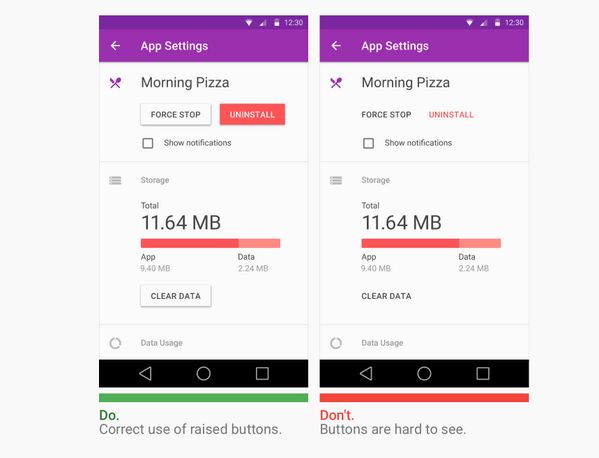 12:30
App Settings
Morning Pizza
FORCE STOP UNINSTALL
Show notifications
Storage
Total
11.64 MB
App Data
9.40 MB 2.24 MB
CLEAR DATA
Data Usage
Do.
Correct use of raised buttons.
12:30
App Settings
Morning Pizza
FORCE STOP UNINSTALL
Show notifications
Storage
Total
11.64 MB
App Data
9.40 MB 2.24 MB
CLEAR DATA
Data Usage
Don't.
Buttons are hard to see.